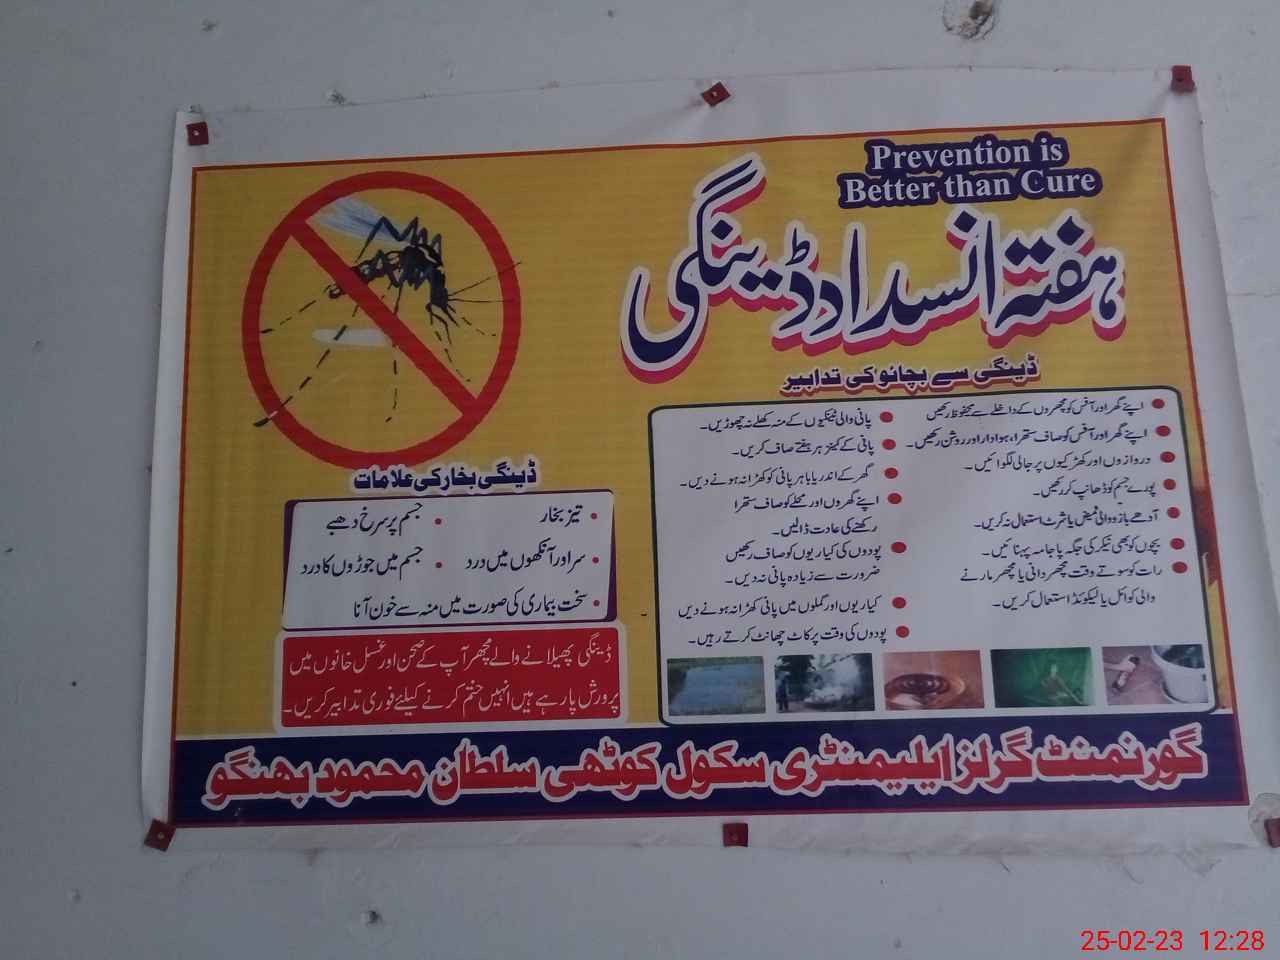 Prevention is
Better than Cure
ہفتہ انسداد ڈینگی
ڈینگی سے بچائو کی تدابیر
اپنے گھر اور آفس کو مچھروں کے داخلے سے محفوظ رکھیں
اپنے گھر اور آفس کو صاف ستھرا، ہوادار اور روشن رکھیں۔
دروازوں اور کھڑکیوں پر جالی لگوائیں۔
پورے جسم کو ڈھانپ کر رکھیں۔
آدھے بازو والی قمیض یا شرٹ استعمال نہ کریں۔
بچوں کو بھی نیکر کی جگہ پاجامہ پہنائیں۔
رات کو سوتے وقت مچھر دانی یا مچھر مارنے
والی کوائل یا لیکوئڈ استعمال کریں۔
پانی والی ٹینکیوں کے منہ کھلے نہ چھوڑیں۔
پانی کے کینز ہر ہفتے صاف کریں۔
گھر کے اندر یا باہر پانی کو کھڑا نہ ہونے دیں۔
اپنے گھروں اور محلے کو صاف ستھرا
رکھنے کی عادت ڈالیں۔
پودوں کی کیاریوں کو صاف رکھیں
ضرورت سے زیادہ پانی نہ دیں۔
کیاریوں اور گملوں میں پانی کھڑا نہ ہونے دیں
پودوں کی وقت پر کاٹ چھانٹ کرتے رہیں۔
ڈینگی بخار کی علامات
تیز بخار
جسم پر سرخ دھبے
سر اور آنکھوں میں درد
جسم میں جوڑوں کا درد
سخت بیماری کی صورت میں منہ سے خون آنا
ڈینگی پھیلانے والے مچھر آپ کے صحن اور غسل خانوں میں
پرورش پا رہے ہیں انہیں ختم کرنے کیلئے فوری تدابیر کریں۔
گورنمنٹ گرلز ایلیمنٹری سکول کوٹھی سلطان محمود بھنگو
25-02-23 12:28